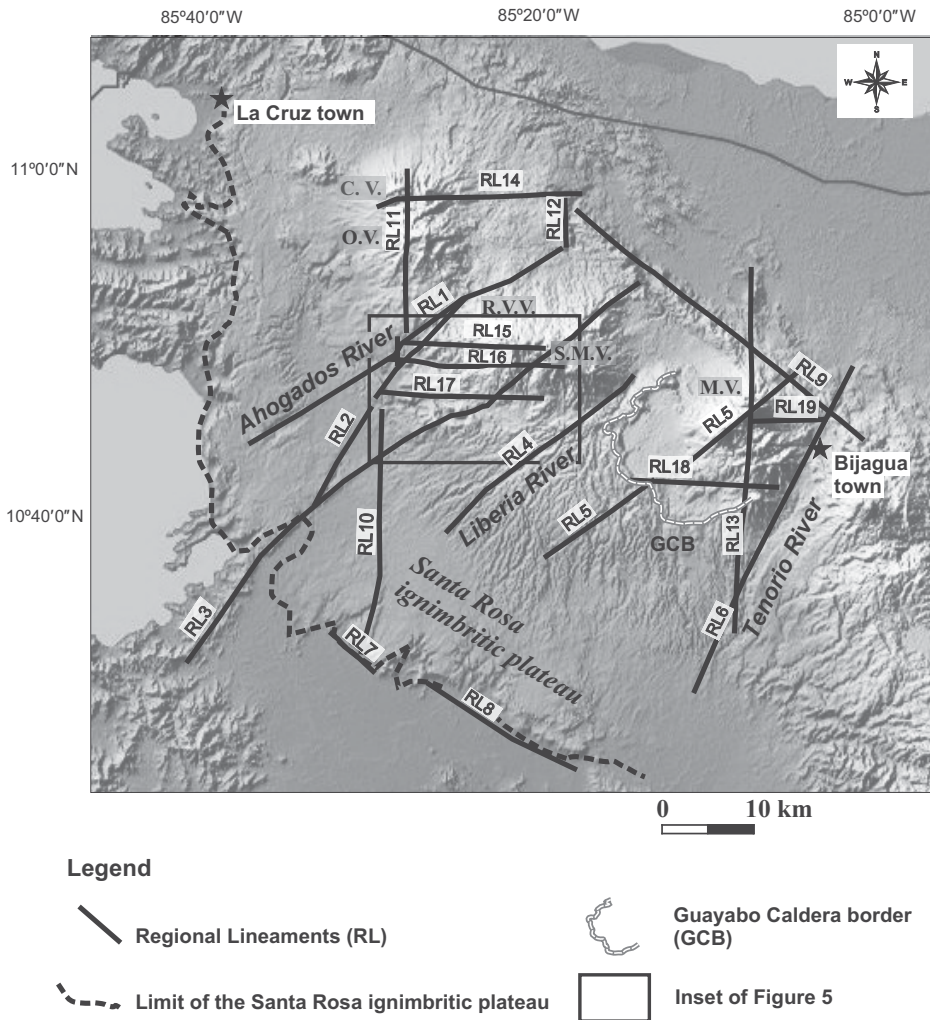 85º40'0"W
85º20'0"W
85º0'0"W
N
W
E
S
La Cruz town
11º0'0"N
C. V.
RL14
RL11
RL12
O.V.
RL1
R.V.V.
RL15
S.M.V.
RL16
Ahogados River
RL17
M.V.
RL9
RL5
RL19
RL2
RL4
Bijagua
town
RL18
Liberia River
10º40'0"N
RL10
RL5
GCB
RL13
Tenorio River
Santa Rosa
ignimbritic plateau
RL3
RL6
RL7
RL8
0 10 km
Legend
Regional Lineaments (RL)
Guayabo Caldera border
(GCB)
Limit of the Santa Rosa ignimbritic plateau
Inset of Figure 5